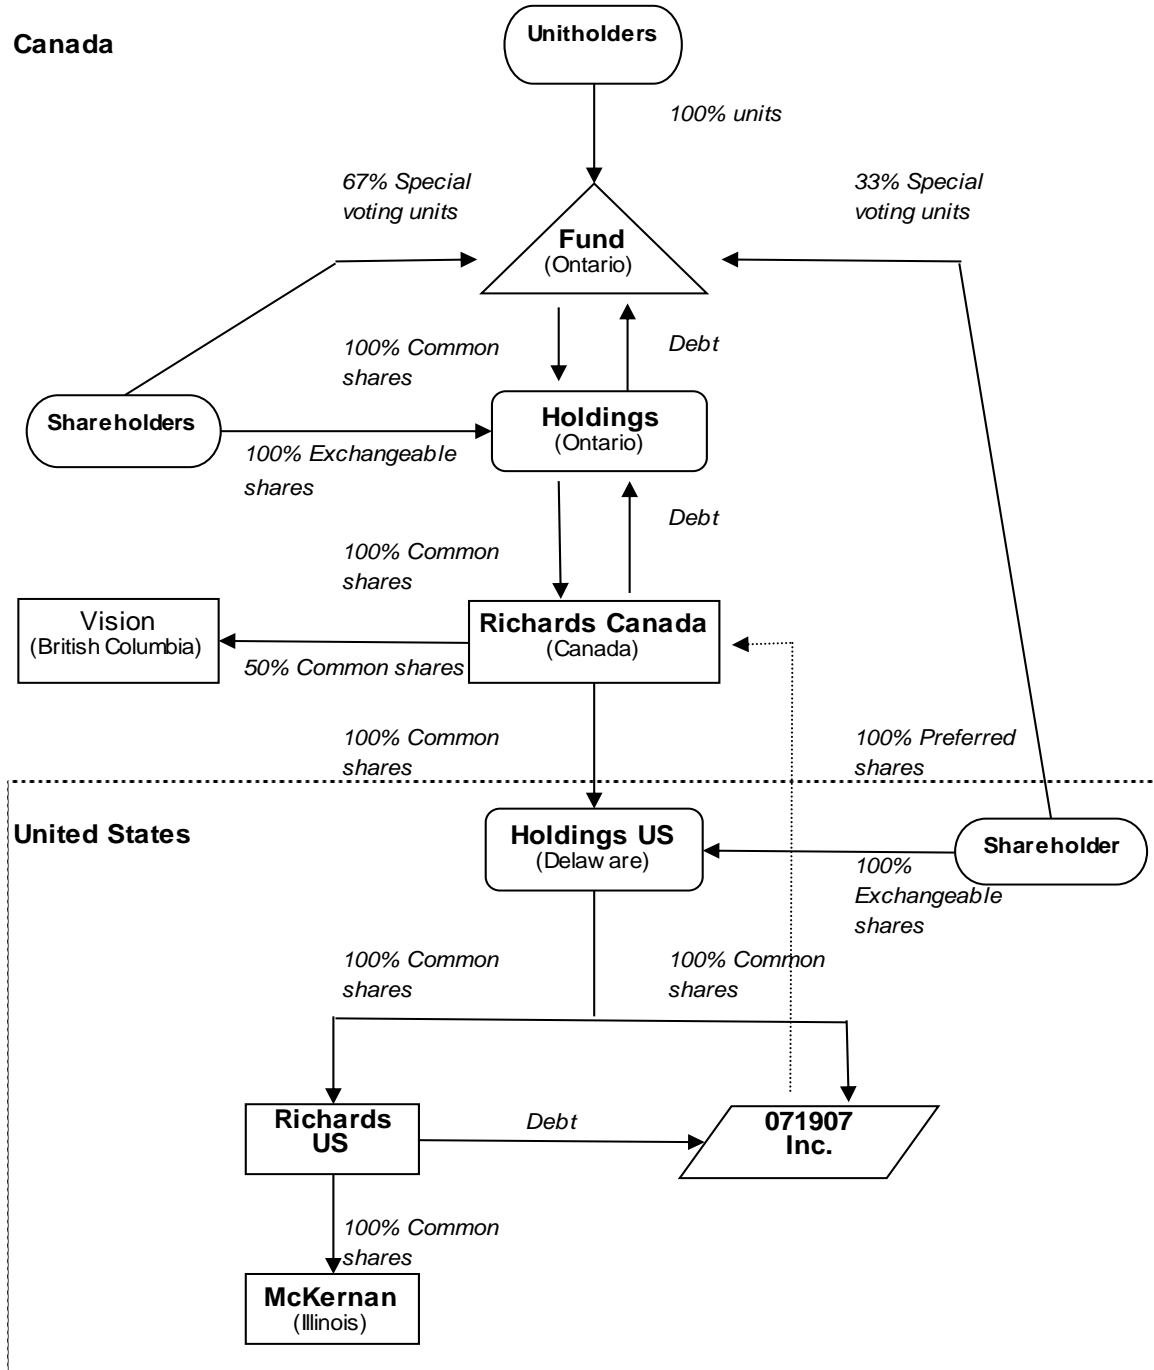 Canada
Unitholders
100% units
67% Special
voting units
33% Special
voting units
Fund
(Ontario)
100% Common
shares
Debt
Shareholders
Holdings
(Ontario)
100% Exchangeable
shares
Debt
100% Common
shares
Vision
(British Columbia)
Richards Canada
(Canada)
50% Common shares
100% Common
shares
100% Preferred
shares
United States
Holdings US
(Delaware)
Shareholder
100%
Exchangeable
shares
100% Common
shares
100% Common
shares
Richards
US
Debt
071907
Inc.
100% Common
shares
McKernan
(Illinois)